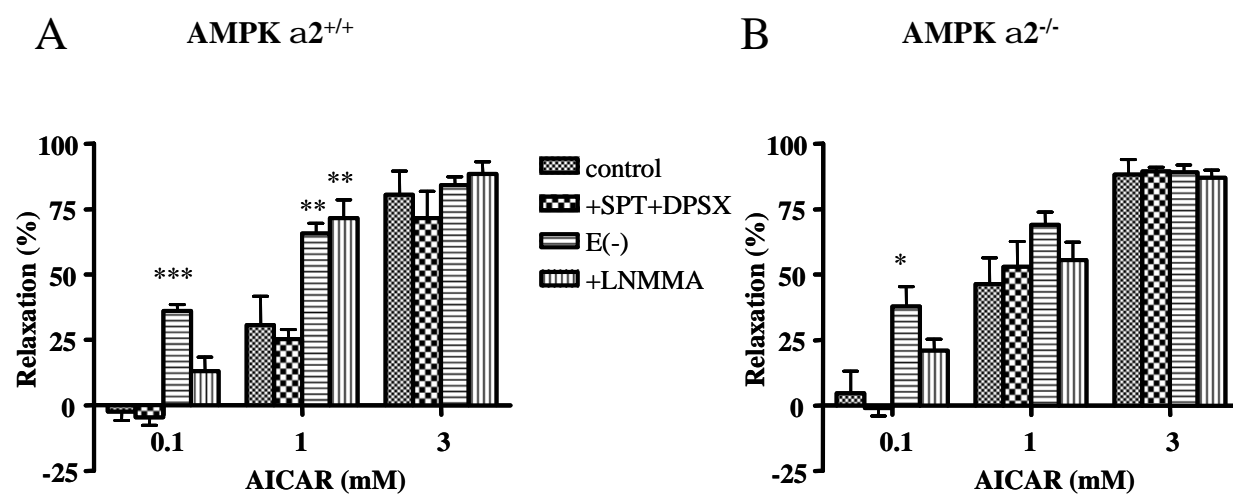 A
AMPK a2+/+
B
AMPK a2-/-
Relaxation (%)
100
75
50
25
0
-25
***
**
**
0.1
1
3
AICAR (mM)
control
+SPT+DPSX
E(-)
+LNMMA
Relaxation (%)
100
75
50
25
0
-25
*
0.1
1
3
AICAR (mM)